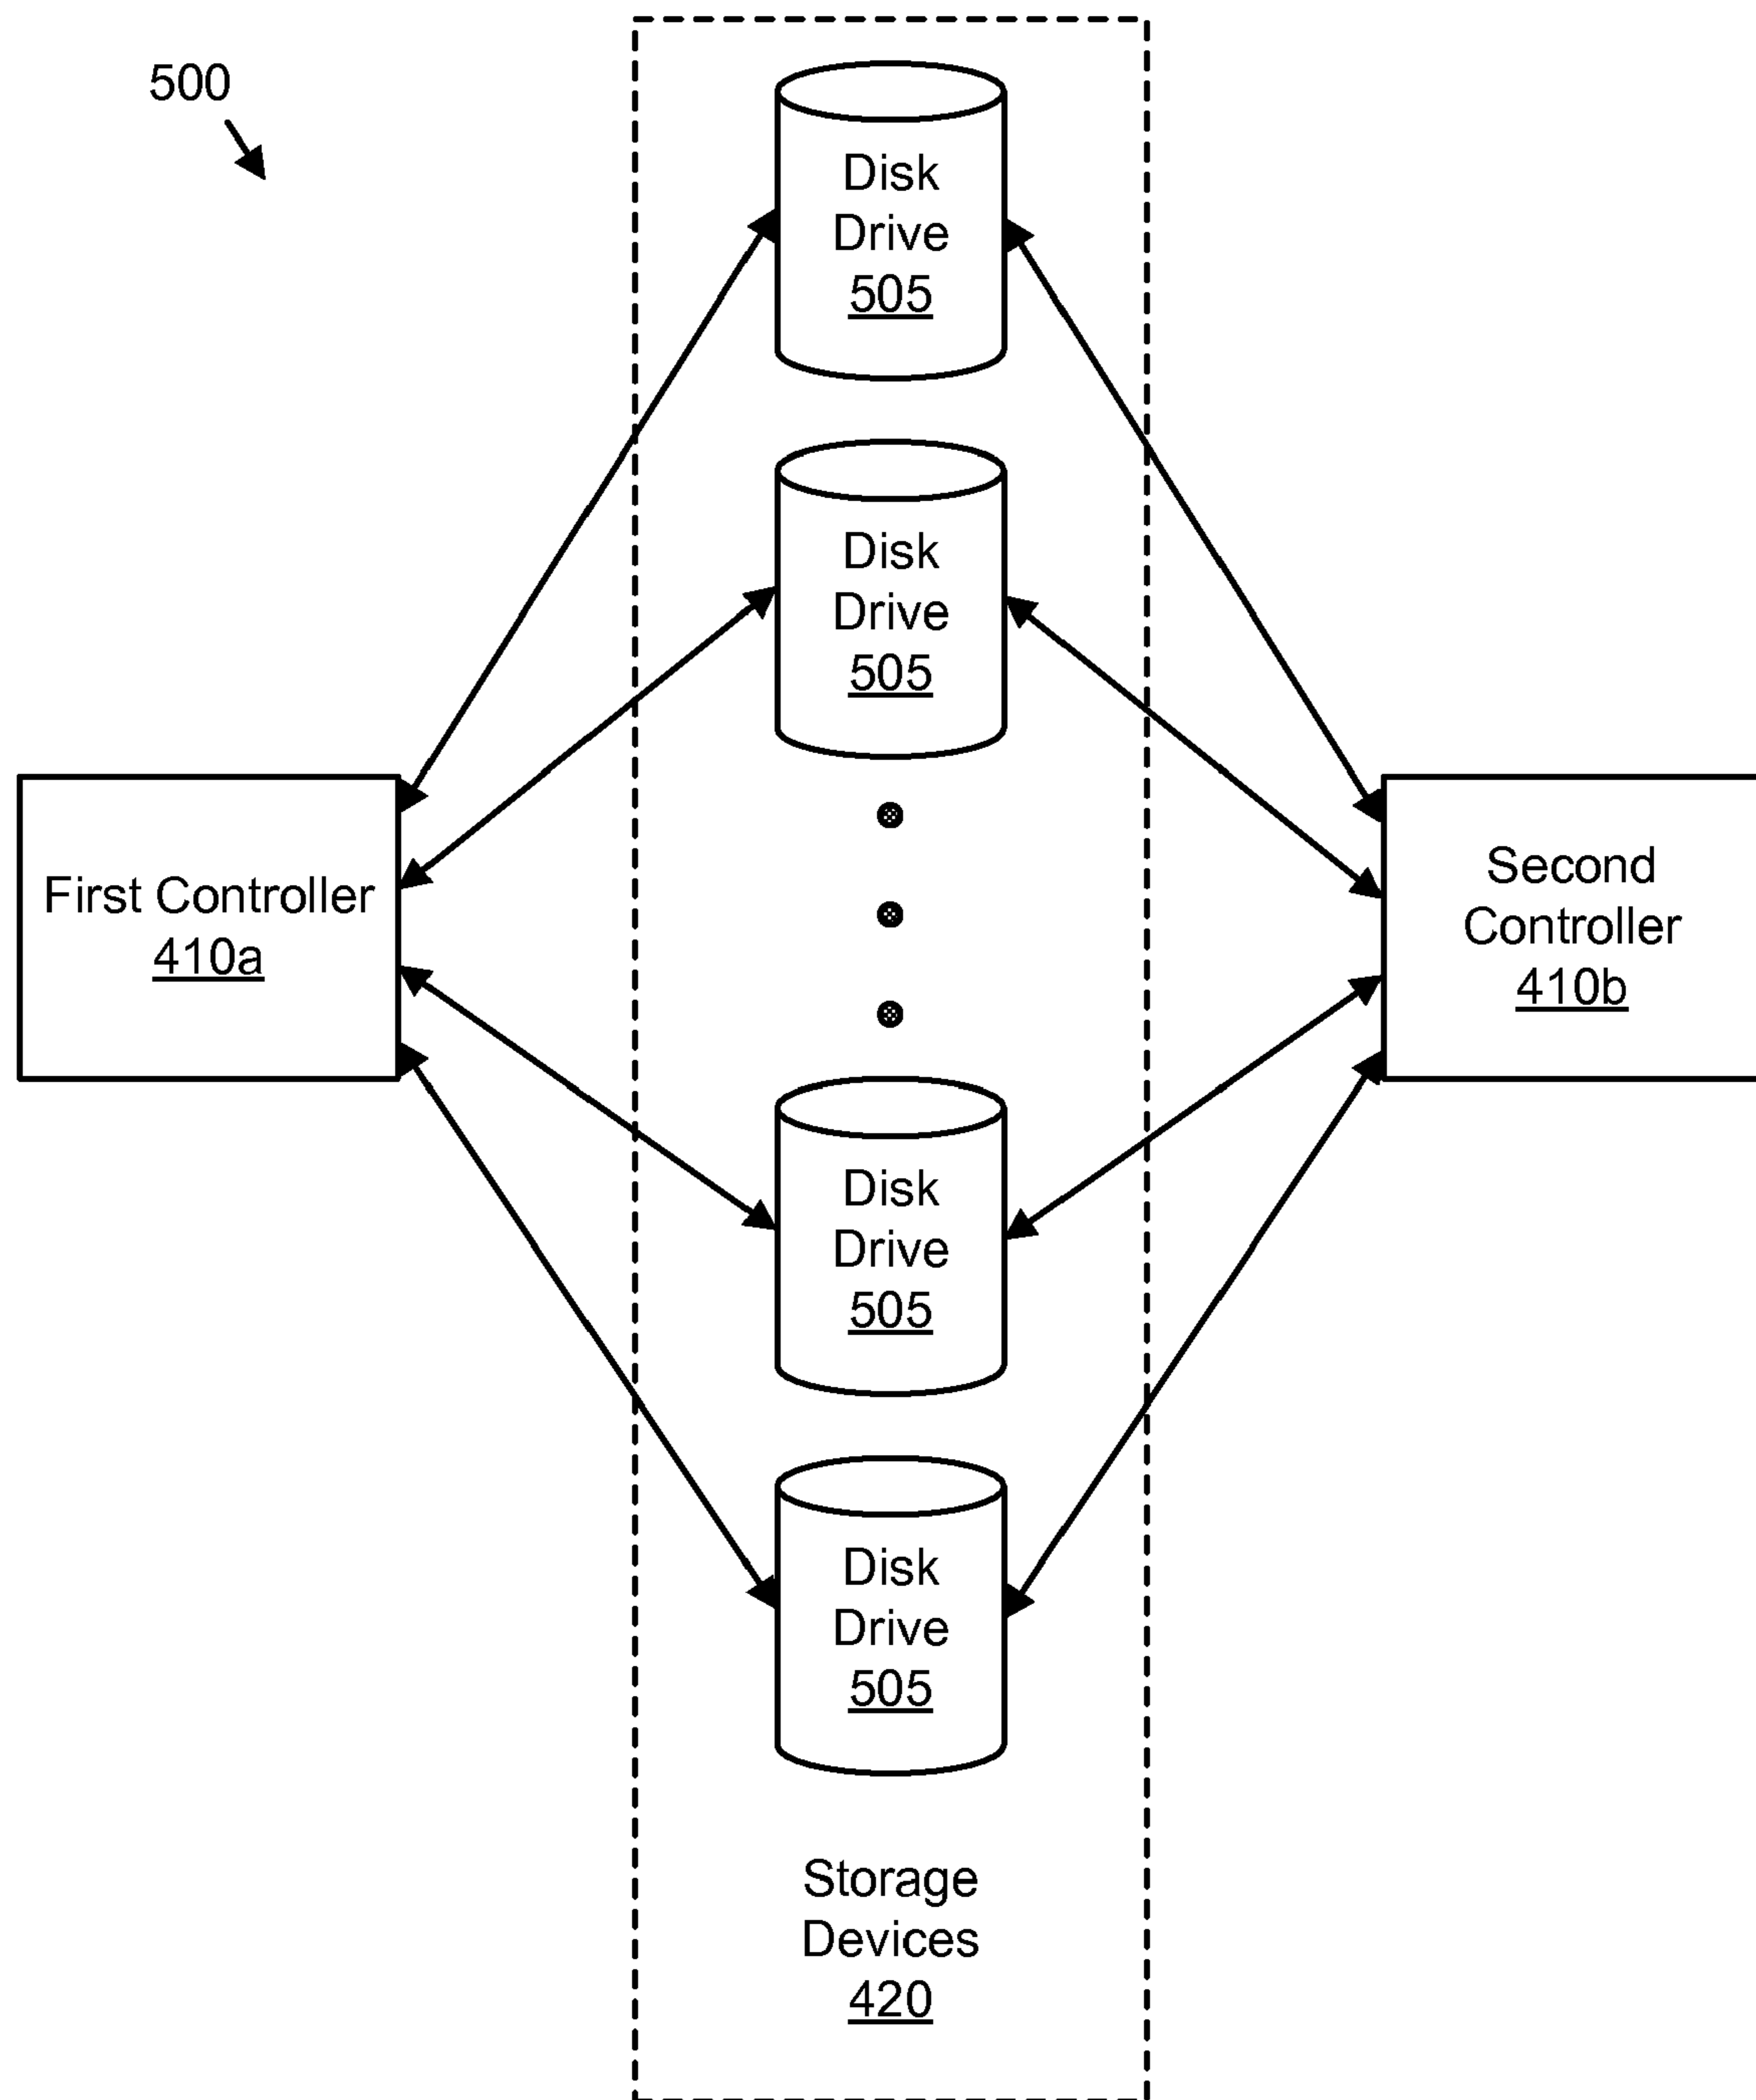 500
Disk
Drive
505
Disk
Drive
505
First Controller
410a
Second
Controller
410b
Disk
Drive
505
Disk
Drive
505
Storage
Devices
420